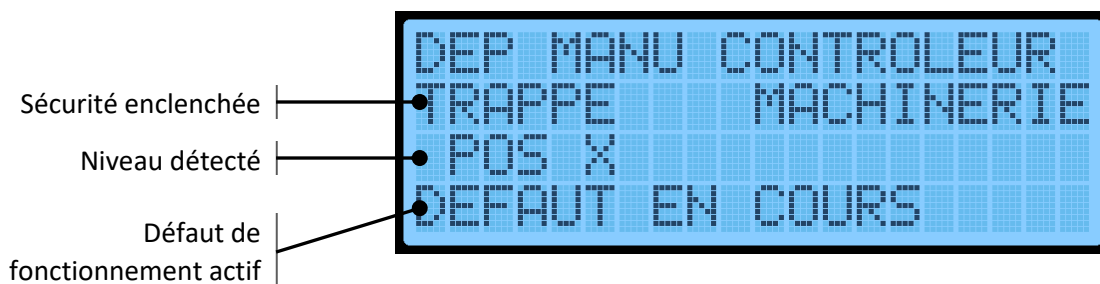 DEP MANU CONTROLEUR
Sécurité enclenchée
TRAPPE MACHINERIE
Niveau détecté
POS X
DEFAUT EN COURS
Défaut de
fonctionnement actif